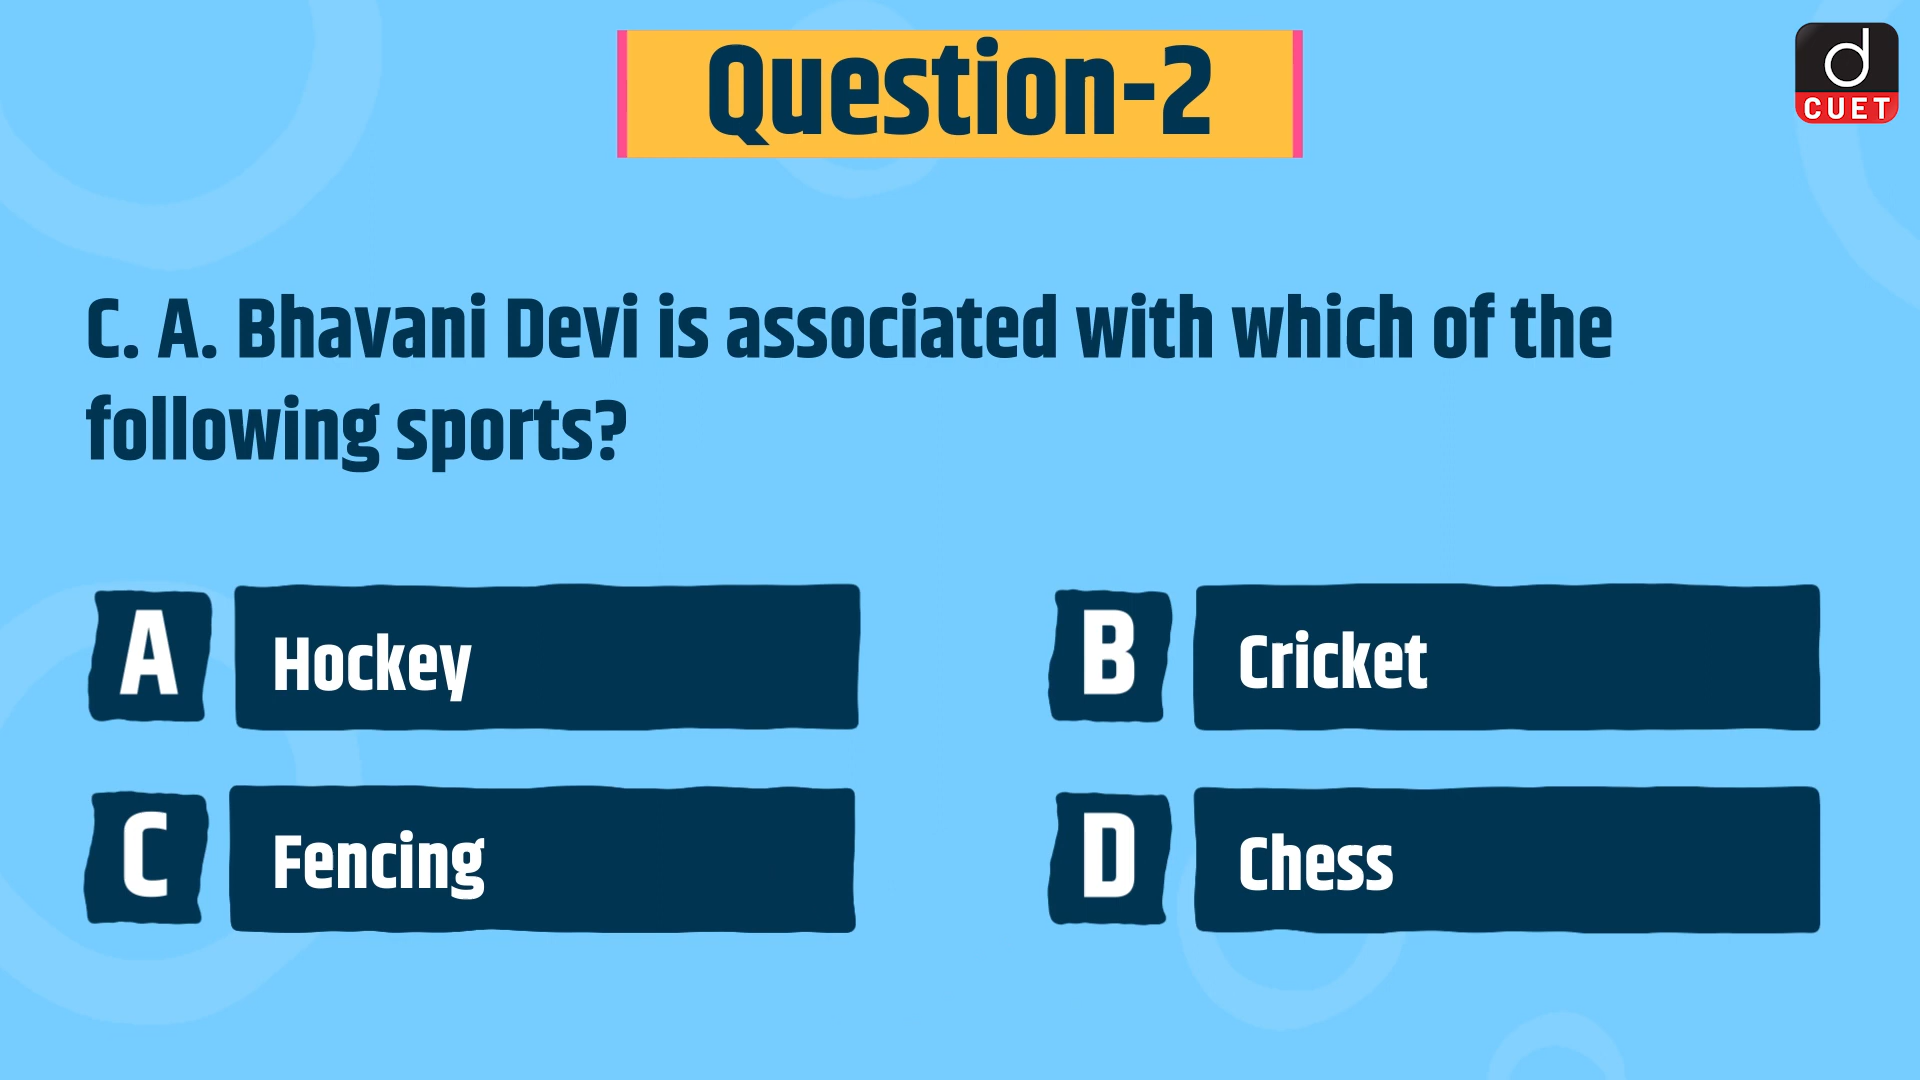 Question-2
d
CUET
C. A. Bhavani Devi is associated with which of the
following sports?
A Hockey
B Cricket
C Fencing
D Chess